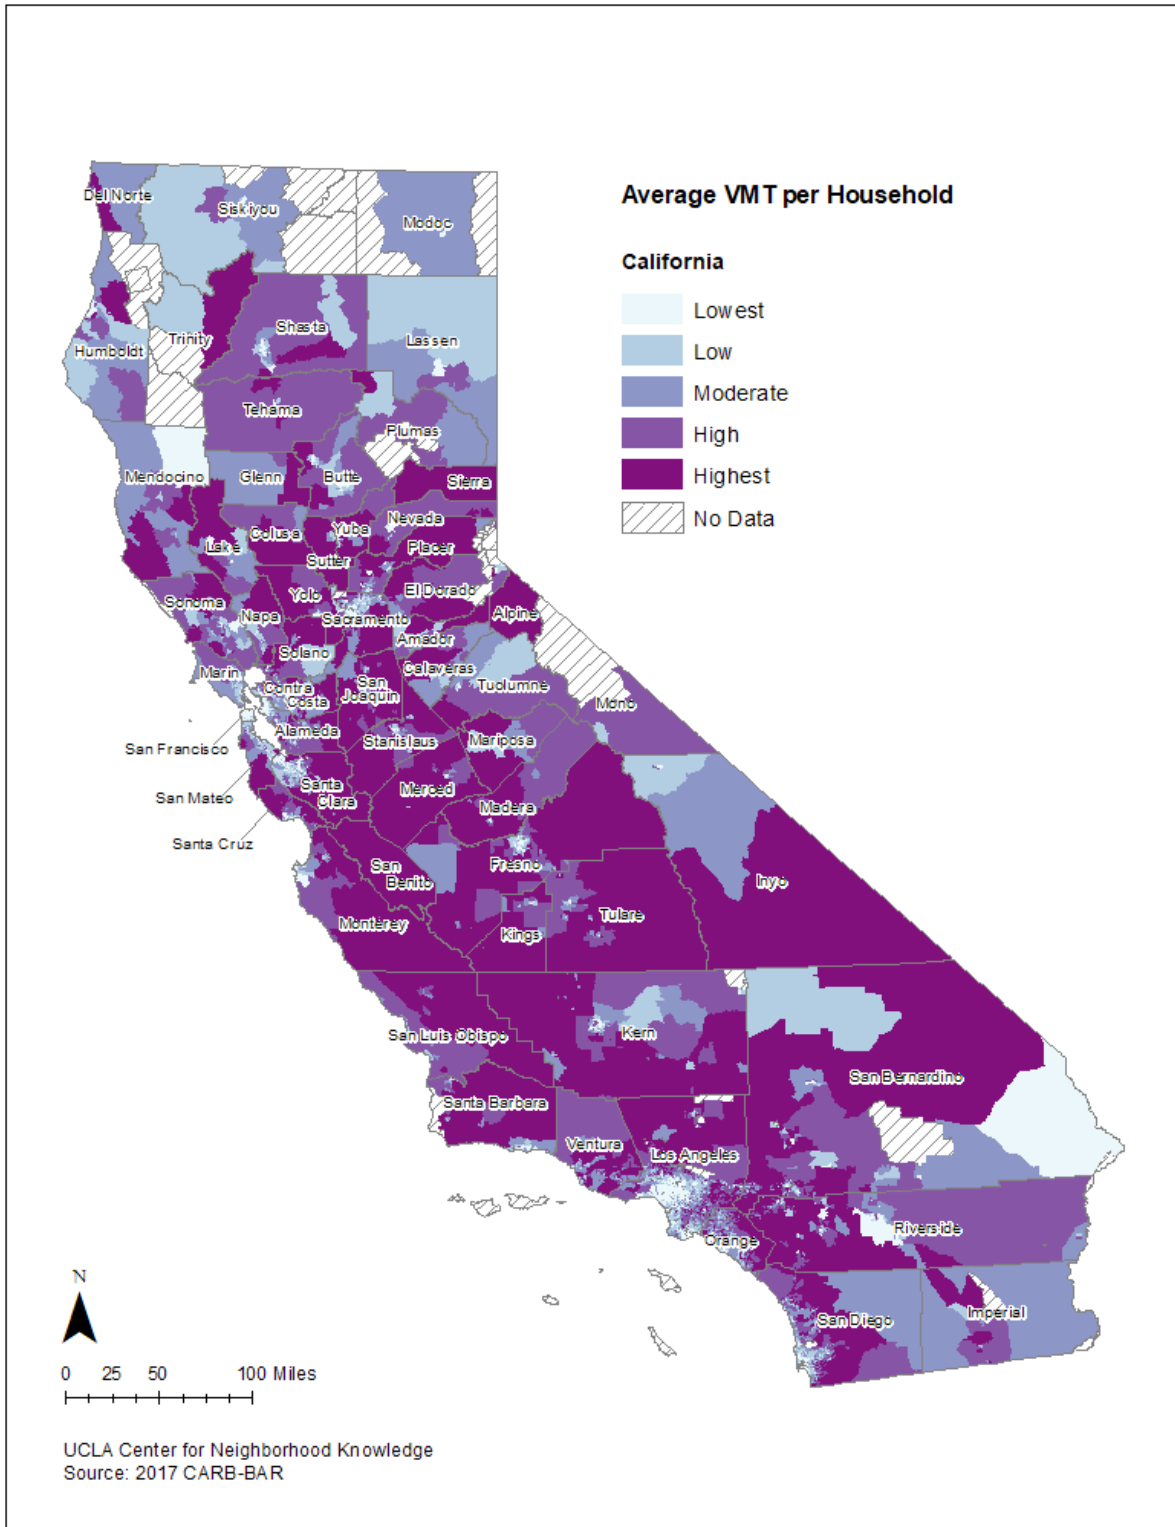 Average VMT per Household
California
Lowest
Low
Moderate
High
Highest
No Data
Del Norte
Siskiyou
Modoc
Shasta
Trinity
Lassen
Humboldt
Tehama
Plumas
Mendocino
Glenn
Butte
Sierra
Nevada
Colusa
Yuba
Lake
Placer
Sutter
Yolo
El Dorado
Sonoma
Napa
Sacramento
Alpine
Amador
Solano
Calaveras
Marin
San
Joaquin
Tuolumne
Contra
Costa
Mono
Alameda
Stanislaus
Mariposa
San Francisco
Santa
Clara
Merced
San Mateo
Madera
Santa Cruz
San
Benito
Fresno
Inyo
Monterey
Tulare
Kings
San Luis Obispo
Kern
San Bernardino
Santa Barbara
Ventura
Los Angeles
Riverside
Orange
San Diego
Imperial
N
0 25 50 100 Miles
UCLA Center for Neighborhood Knowledge
Source: 2017 CARB-BAR